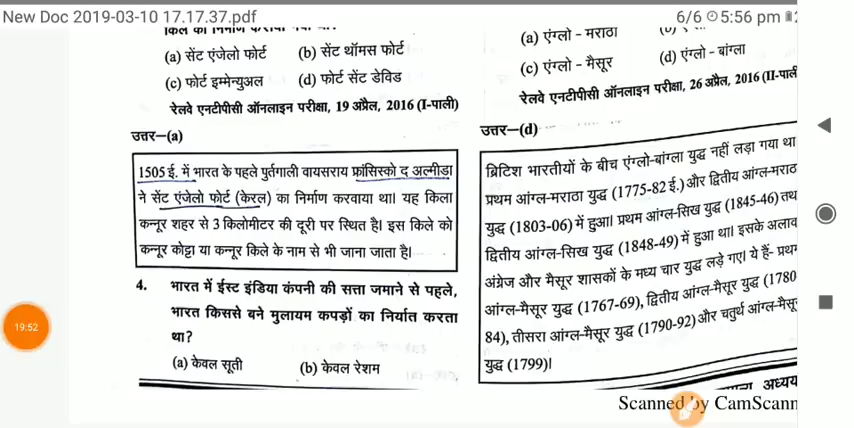 New Doc 2019-03-10 17.17.37.pdf
6/6 5:56 pm
(a) सेंट एंजेलो फोर्ट (b) सेंट थॉमस फोर्ट
(c) फोर्ट इम्मेन्युअल (d) फोर्ट सेंट डेविड
रेलवे एनटीपीसी ऑनलाइन परीक्षा, 19 अप्रैल, 2016 (I-पाली)
उत्तर—(a)
1505 ई. में भारत के पहले पुर्तगाली वायसराय फ्रांसिस्को द अल्मीडा
ने सेंट एंजेलो फोर्ट (केरल) का निर्माण करवाया था। यह किला
कन्नूर शहर से 3 किलोमीटर की दूरी पर स्थित है। इस किले को
कन्नूर कोट्टा या कन्नूर किले के नाम से भी जाना जाता है।
4. भारत में ईस्ट इंडिया कंपनी की सत्ता जमाने से पहले,
भारत किससे बने मुलायम कपड़ों का निर्यात करता
था?
(a) केवल सूती (b) केवल रेशम
(a) एंग्लो - मराठा
(c) एंग्लो - मैसूर (d) एंग्लो - बांग्ला
रेलवे एनटीपीसी ऑनलाइन परीक्षा, 26 अप्रैल, 2016 (II-पाली
उत्तर—(d)
ब्रिटिश भारतीयों के बीच एंग्लो-बांग्ला युद्ध नहीं लड़ा गया था
प्रथम आंग्ल-मराठा युद्ध (1775-82 ई.) और द्वितीय आंग्ल-मराठ
युद्ध (1803-06) में हुआ। प्रथम आंग्ल-सिख युद्ध (1845-46) तथ
द्वितीय आंग्ल-सिख युद्ध (1848-49) में हुआ था। इसके अलाव
अंग्रेज और मैसूर शासकों के मध्य चार युद्ध लड़े गए। ये हैं- प्रथम
आंग्ल-मैसूर युद्ध (1767-69), द्वितीय आंग्ल-मैसूर युद्ध (1780
84), तीसरा आंग्ल-मैसूर युद्ध (1790-92) और चतुर्थ आंग्ल-मैसू
युद्ध (1799)।
19:52
Scanned by CamScann